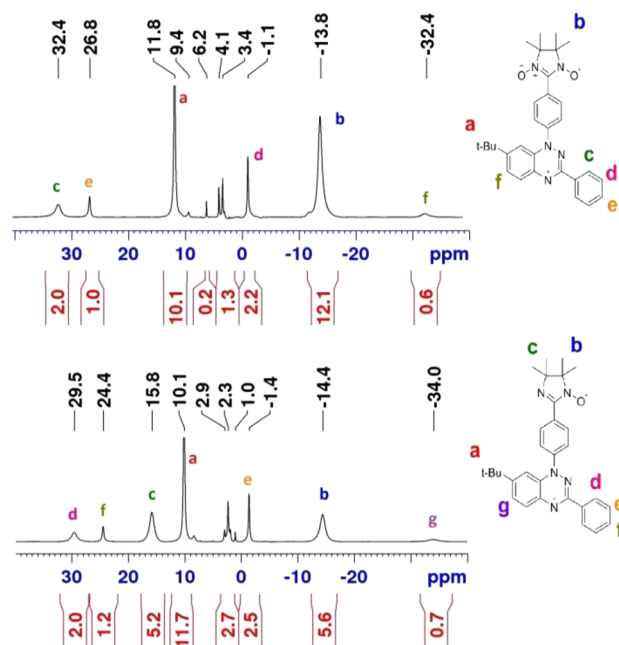 32.4 26.8 11.8 9.4 6.2 4.1 3.4 -1.1 -13.8 -32.4
b
a
b
d
c e f
30 20 10 0 -10 -20 ppm
2.0 1.0 10.1 0.2 1.3 2.2 12.1 0.6
O⁻ N⁺ N O·
a
t-Bu N N
c
f N·
d
e
29.5 24.4 -15.8 10.1 2.9 2.3 1.0 -1.4 -14.4 -34.0
c b
a
c e b
d f g
30 20 10 0 -10 -20 ppm
2.0 1.2 5.2 11.7 2.7 2.5 5.6 0.7
N N O·
a
t-Bu N N
d
g N·
e
f